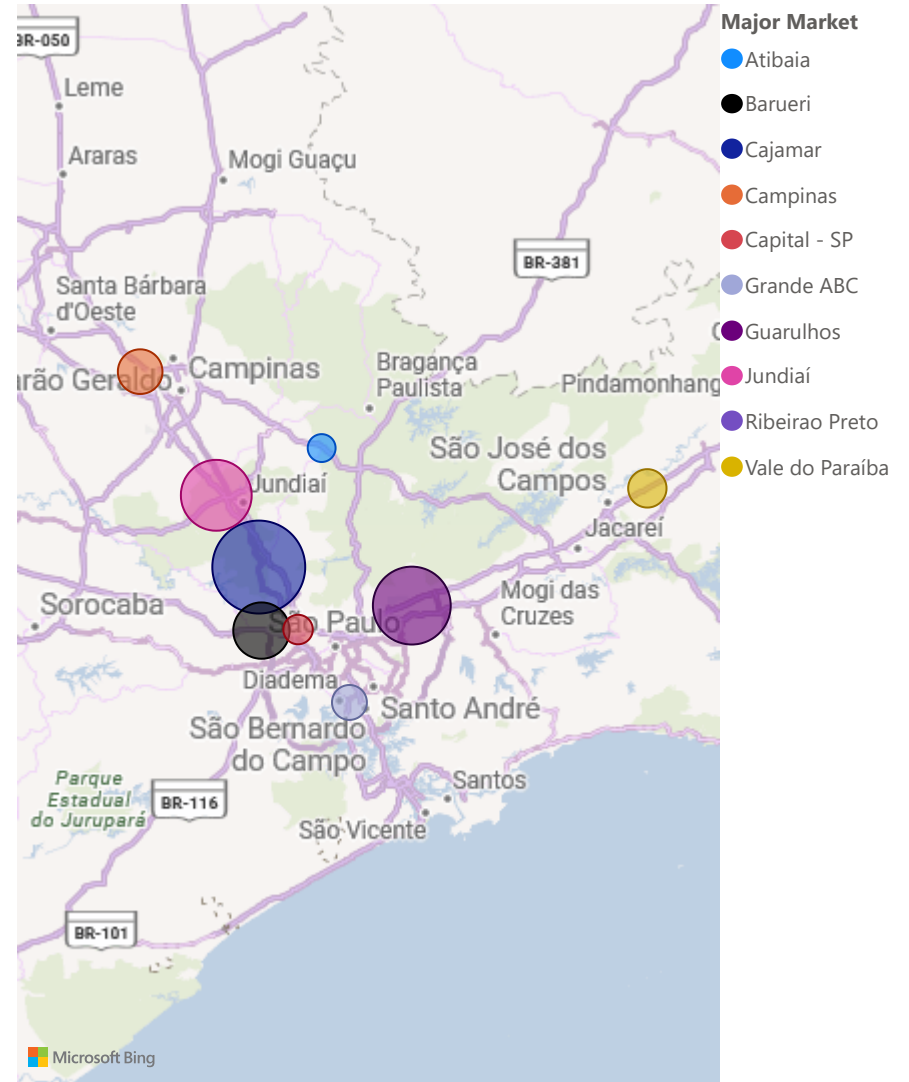 BR-050
Leme
Araras
Mogi Guaçu
BR-381
Santa Bárbara
d'Oeste
Campinas
Bragança
Paulista
Pindamonhang
arão Geraldo
São José dos
Campos
Jundiaí
Jacareí
Mogi das
Cruzes
Sorocaba
São Paulo
Diadema
Santo André
São Bernardo
do Campo
Parque
Estadual
do Jurupará
BR-116
Santos
São Vicente
BR-101
Microsoft Bing
Major Market
Atibaia
Barueri
Cajamar
Campinas
Capital - SP
Grande ABC
Guarulhos
Jundiaí
Ribeirao Preto
Vale do Paraíba